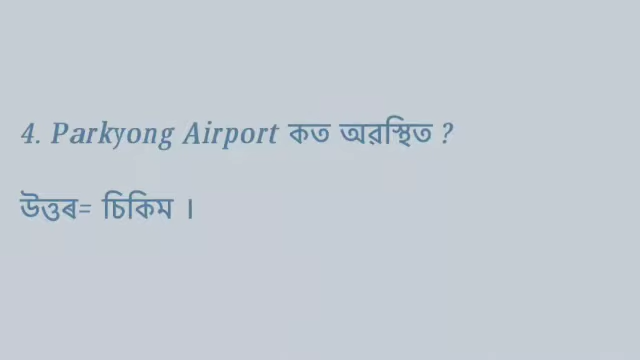 4. Parkyong Airport কত অৱস্থিত ?
উত্তৰ= চিকিম ।